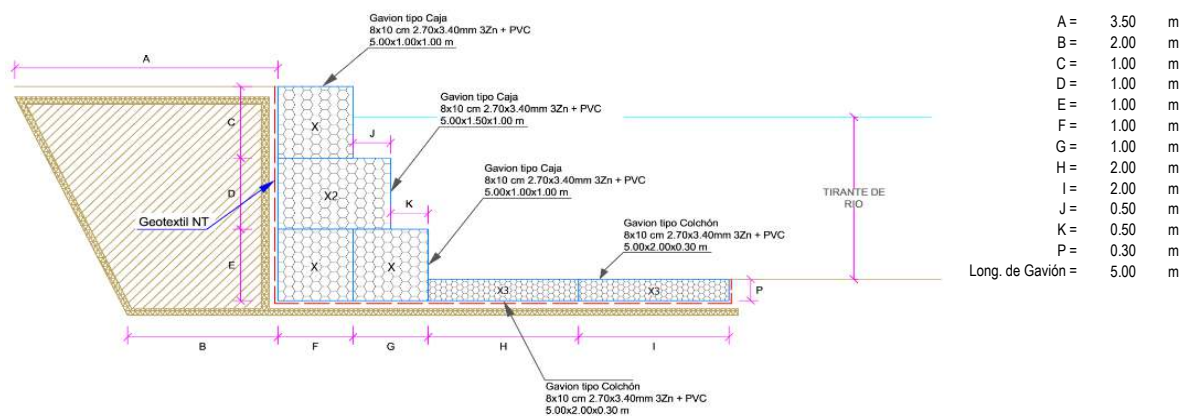 Gavion tipo Caja
8x10 cm 2.70x3.40mm 3Zn + PVC
5.00x1.00x1.00 m
A
Gavion tipo Caja
8x10 cm 2.70x3.40mm 3Zn + PVC
5.00x1.50x1.00 m
C
X
J
Gavion tipo Caja
8x10 cm 2.70x3.40mm 3Zn + PVC
5.00x1.00x1.00 m
D
X2
K
TIRANTE DE
RIO
Geotextil NT
Gavion tipo Colchón
8x10 cm 2.70x3.40mm 3Zn + PVC
5.00x2.00x0.30 m
E
X
X
X3
X3
P
B
F
G
H
I
Gavion tipo Colchón
8x10 cm 2.70x3.40mm 3Zn + PVC
5.00x2.00x0.30 m
A = 3.50 m
B = 2.00 m
C = 1.00 m
D = 1.00 m
E = 1.00 m
F = 1.00 m
G = 1.00 m
H = 2.00 m
I = 2.00 m
J = 0.50 m
K = 0.50 m
P = 0.30 m
Long. de Gavión = 5.00 m